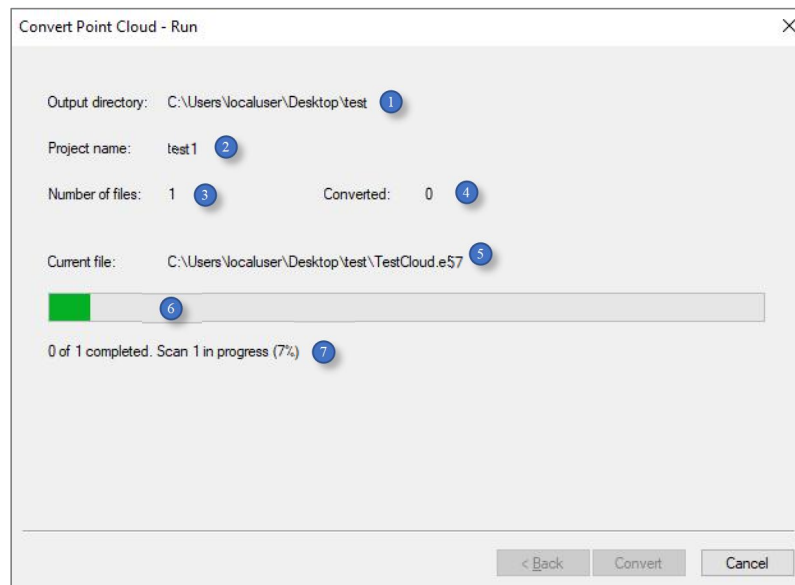 Convert Point Cloud - Run
Output directory: C:\Users\localuser\Desktop\test 1
Project name: test1 2
Number of files: 1 3 Converted: 0 4
Current file: C:\Users\localuser\Desktop\test\TestCloud.e57 5
6
0 of 1 completed. Scan 1 in progress (7%) 7
< Back Convert Cancel